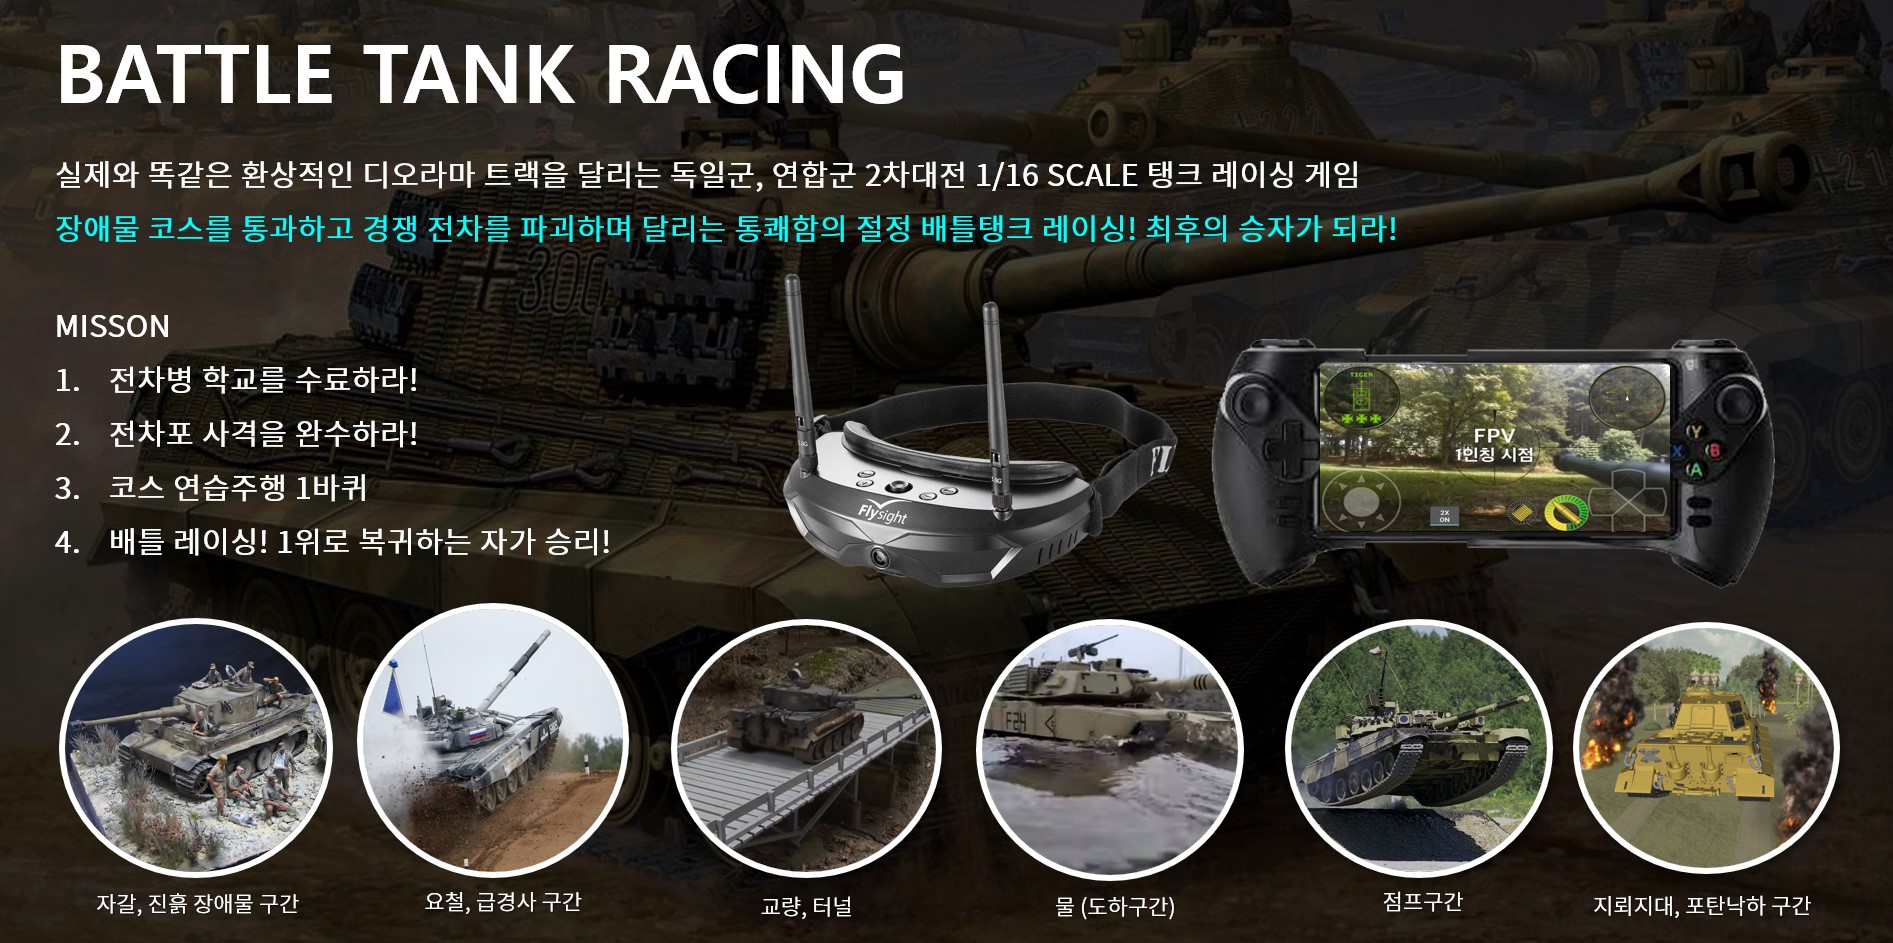 BATTLE TANK RACING
실제와 똑같은 환상적인 디오라마 트랙을 달리는 독일군, 연합군 2차대전 1/16 SCALE 탱크 레이싱 게임
장애물 코스를 통과하고 경쟁 전차를 파괴하며 달리는 통쾌함의 절정 배틀탱크 레이싱! 최후의 승자가 되라!
MISSON
1. 전차병 학교를 수료하라!
2. 전차포 사격을 완수하라!
3. 코스 연습주행 1바퀴
4. 배틀 레이싱! 1위로 복귀하는 자가 승리!
300
222
+21
Flysight
TIGER
FPV
1인칭 시점
2X
ON
Y
X
B
A
F24
자갈, 진흙 장애물 구간
요철, 급경사 구간
교량, 터널
물 (도하구간)
점프구간
지뢰지대, 포탄낙하 구간